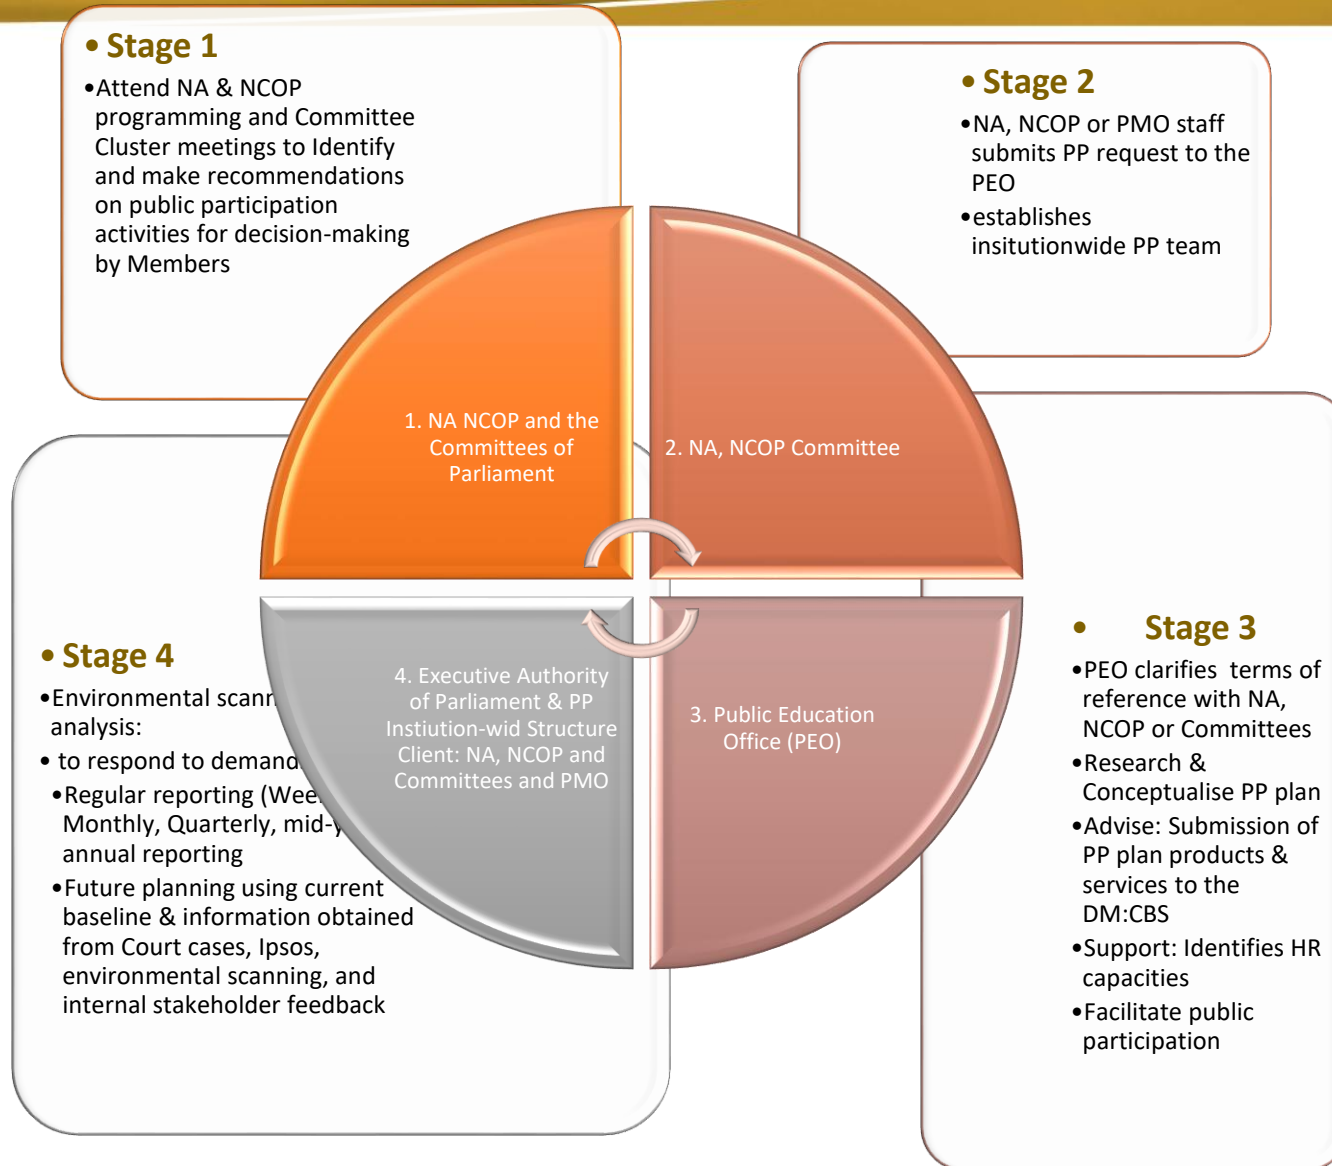 • Stage 1
•Attend NA & NCOP
programming and Committee
Cluster meetings to Identify
and make recommendations
on public participation
activities for decision-making
by Members
• Stage 2
•NA, NCOP or PMO staff
submits PP request to the
PEO
•establishes
insitutionwide PP team
1. NA NCOP and the
Committees of
Parliament
2. NA, NCOP Committee
• Stage 3
•PEO clarifies terms of
reference with NA,
NCOP or Committees
•Research &
Conceptualise PP plan
•Advise: Submission of
PP plan products &
services to the
DM:CBS
•Support: Identifies HR
capacities
•Facilitate public
participation
3. Public Education
Office (PEO)
• Stage 4
•Environmental
analysis:
• to respond to demand
•Regular reporting
Monthly, Quarterly,
annual reporting
•Future planning using current
baseline & information obtained
from Court cases, Ipsos,
environmental scanning, and
internal stakeholder feedback
4. Executive Authority
of Parliament & PP
Instiution-wid Structure
Client: NA, NCOP and
Committees and PMO